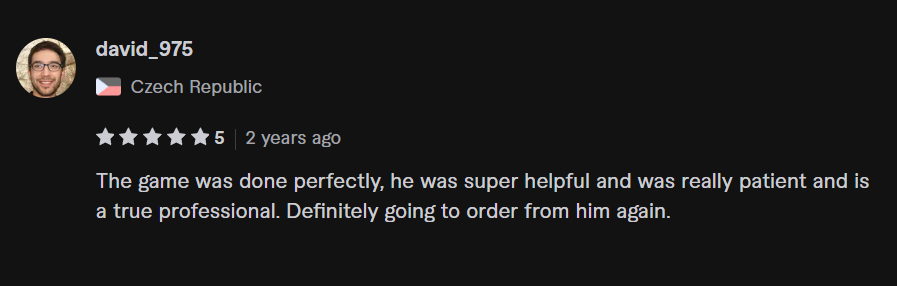 david_975
Czech Republic
5 2 years ago
The game was done perfectly, he was super helpful and was really patient and is
a true professional. Definitely going to order from him again.